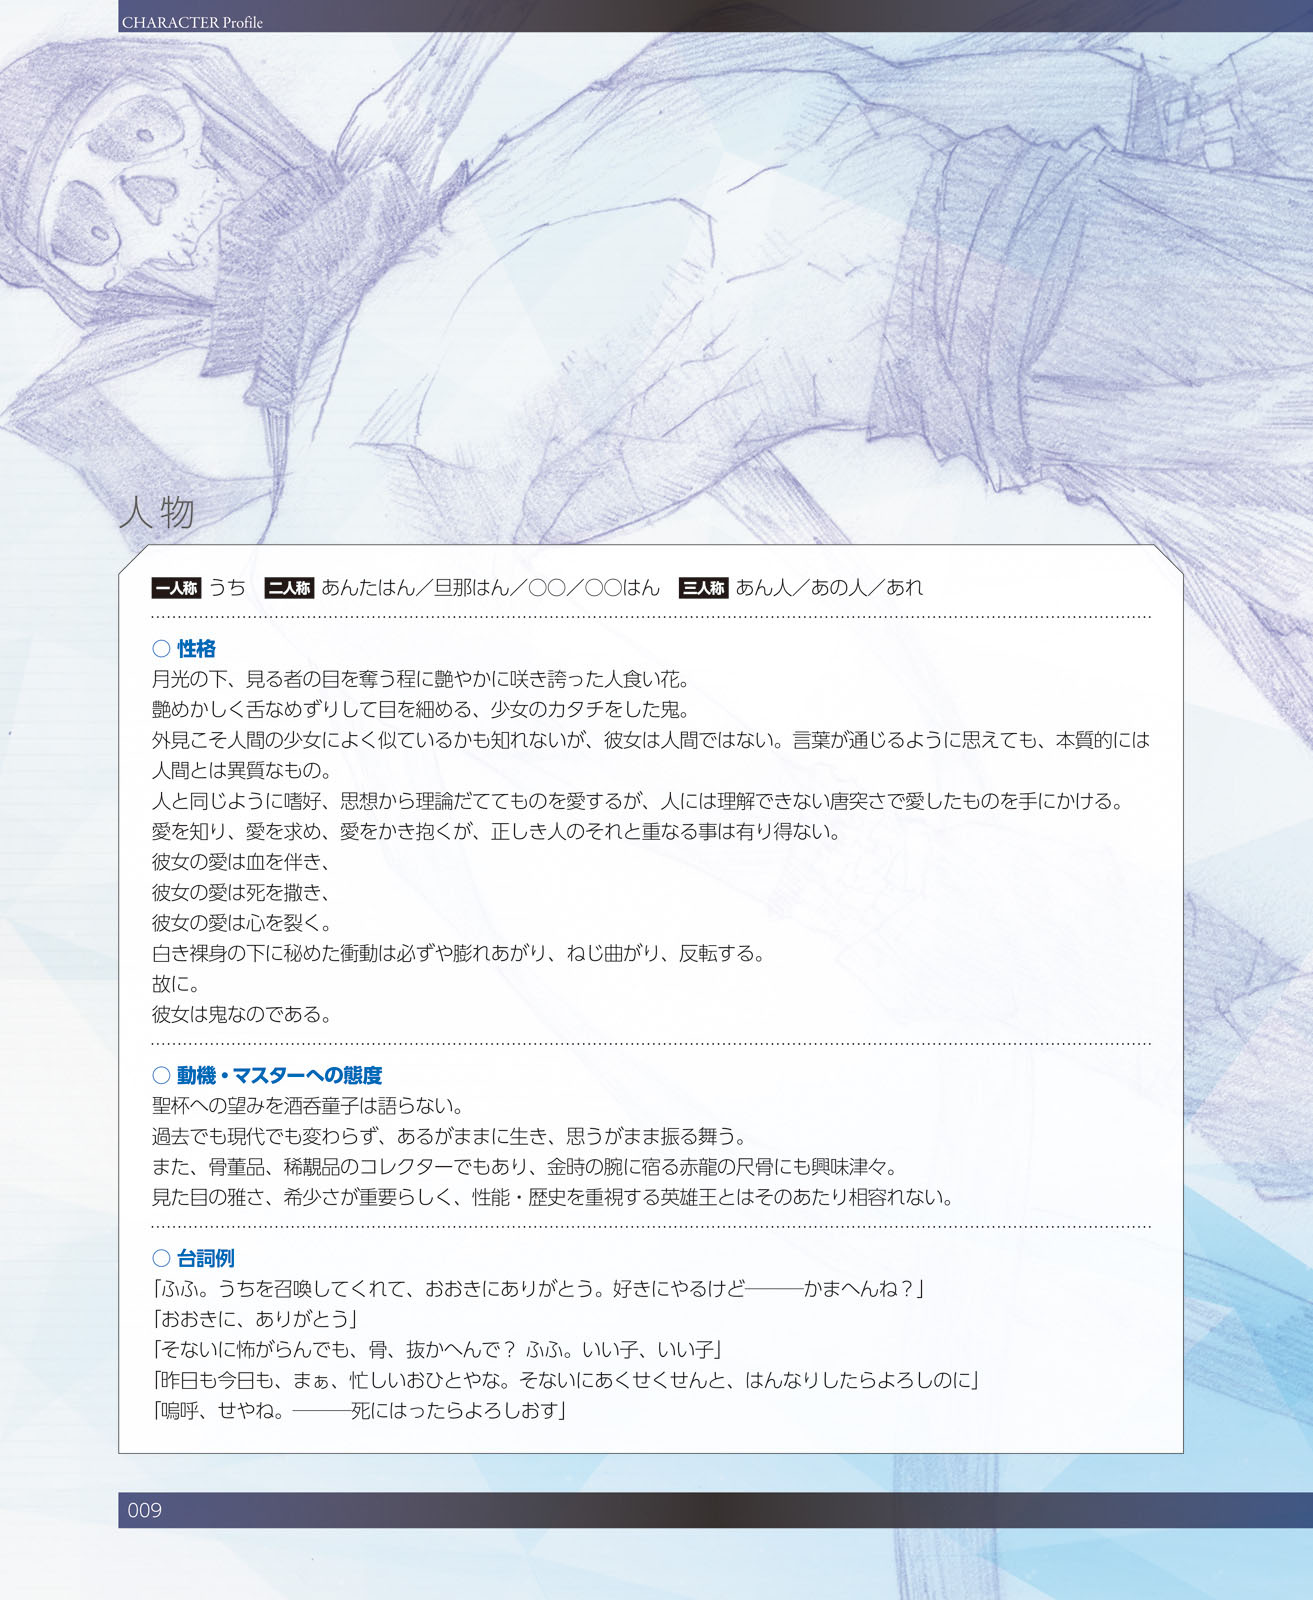 CHARACTER Profile
人物
一人称 うち 二人称 あんたはん／旦那はん／○○／○○はん 三人称 あん人／あの人／あれ
○ 性格
月光の下、見る者の目を奪う程に艶やかに咲き誇った人食い花。
艶めかしく舌なめずりして目を細める、少女のカタチをした鬼。
外見こそ人間の少女によく似ているかも知れないが、彼女は人間ではない。言葉が通じるように思えても、本質的には
人間とは異質なもの。
人と同じように嗜好、思想から理論だててものを愛するが、人には理解できない唐突さで愛したものを手にかける。
愛を知り、愛を求め、愛をかき抱くが、正しき人のそれと重なる事は有り得ない。
彼女の愛は血を伴き、
彼女の愛は死を撒き、
彼女の愛は心を裂く。
白き裸身の下に秘めた衝動は必ずや膨れあがり、ねじ曲がり、反転する。
故に。
彼女は鬼なのである。
○ 動機・マスターへの態度
聖杯への望みを酒呑童子は語らない。
過去でも現代でも変わらず、あるがままに生き、思うがまま振る舞う。
また、骨董品、稀覯品のコレクターでもあり、金時の腕に宿る赤龍の尺骨にも興味津々。
見た目の雅さ、希少さが重要らしく、性能・歴史を重視する英雄王とはそのあたり相容れない。
○ 台詞例
「ふふ。うちを召喚してくれて、おおきにありがとう。好きにやるけど―――かまへんね？」
「おおきに、ありがとう」
「そないに怖がらんでも、骨、抜かへんで？ ふふ。いい子、いい子」
「昨日も今日も、まぁ、忙しいおひとやな。そないにあくせくせんと、はんなりしたらよろしのに」
「嗚呼、せやね。―――死にはったらよろしおす」
009